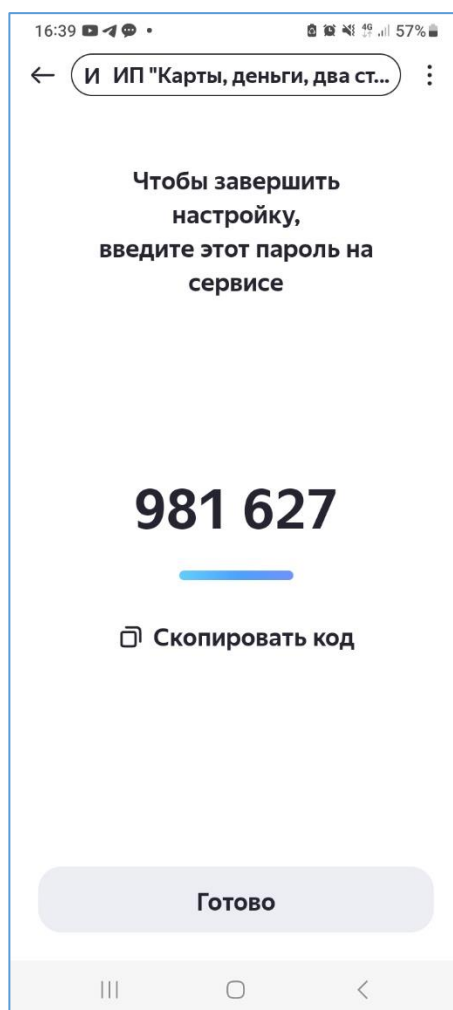 16:39 57%
И ИП "Карты, деньги, два ст...
Чтобы завершить
настройку,
введите этот пароль на
сервисе
981 627
Скопировать код
Готово